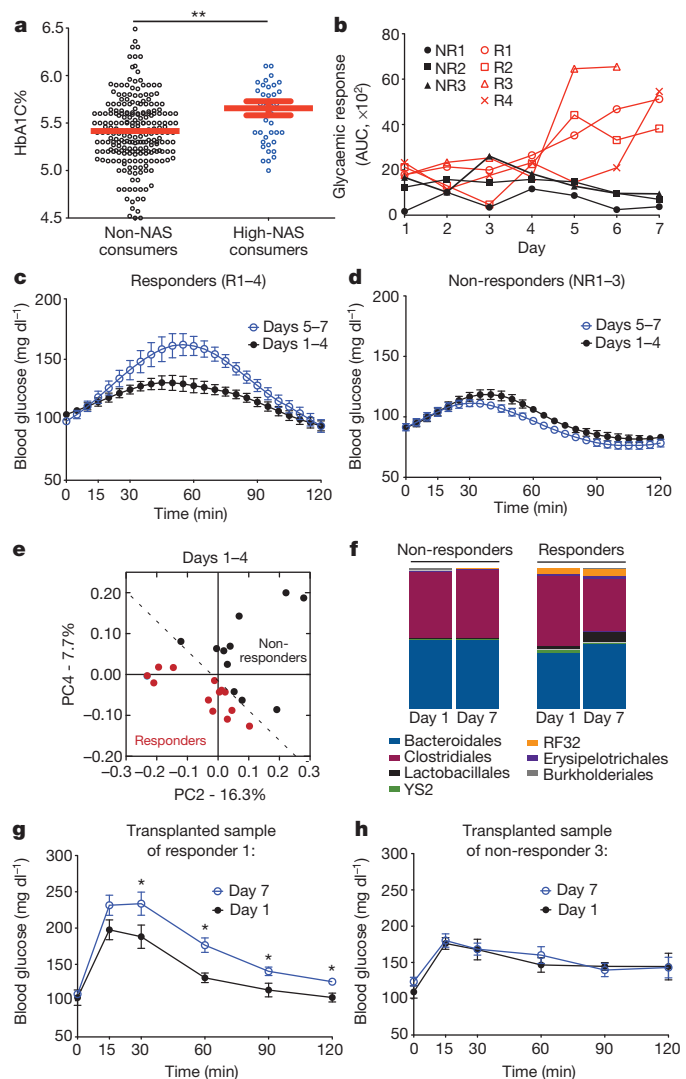 a
**
HbA1C%
6.5
6.0
5.5
5.0
4.5
Non-NAS
consumers
High-NAS
consumers
b
Glycaemic response
(AUC, ×10²)
80
60
40
20
0
NR1
NR2
NR3
R1
R2
R3
R4
1 2 3 4 5 6 7
Day
c
Responders (R1–4)
Blood glucose (mg dl⁻¹)
200
150
100
50
Days 5–7
Days 1–4
0 15 30 60 90 120
Time (min)
d
Non-responders (NR1–3)
Blood glucose (mg dl⁻¹)
200
150
100
50
Days 5–7
Days 1–4
0 15 30 60 90 120
Time (min)
e
Days 1–4
PC4 - 7.7%
0.20
0.10
0.00
−0.10
−0.20
Non-
responders
Responders
−0.3 −0.2 −0.1 0.0 0.1 0.2 0.3
PC2 - 16.3%
f
Non-responders Responders
Day 1 Day 7 Day 1 Day 7
Bacteroidales
Clostridiales
Lactobacillales
YS2
RF32
Erysipelotrichales
Burkholderiales
g
Transplanted sample
of responder 1:
Blood glucose (mg dl⁻¹)
300
250
200
150
100
50
Day 7
Day 1
* * * *
0 15 30 60 90 120
Time (min)
h
Transplanted sample
of non-responder 3:
Blood glucose (mg dl⁻¹)
300
250
200
150
100
50
Day 7
Day 1
0 15 30 60 90 120
Time (min)